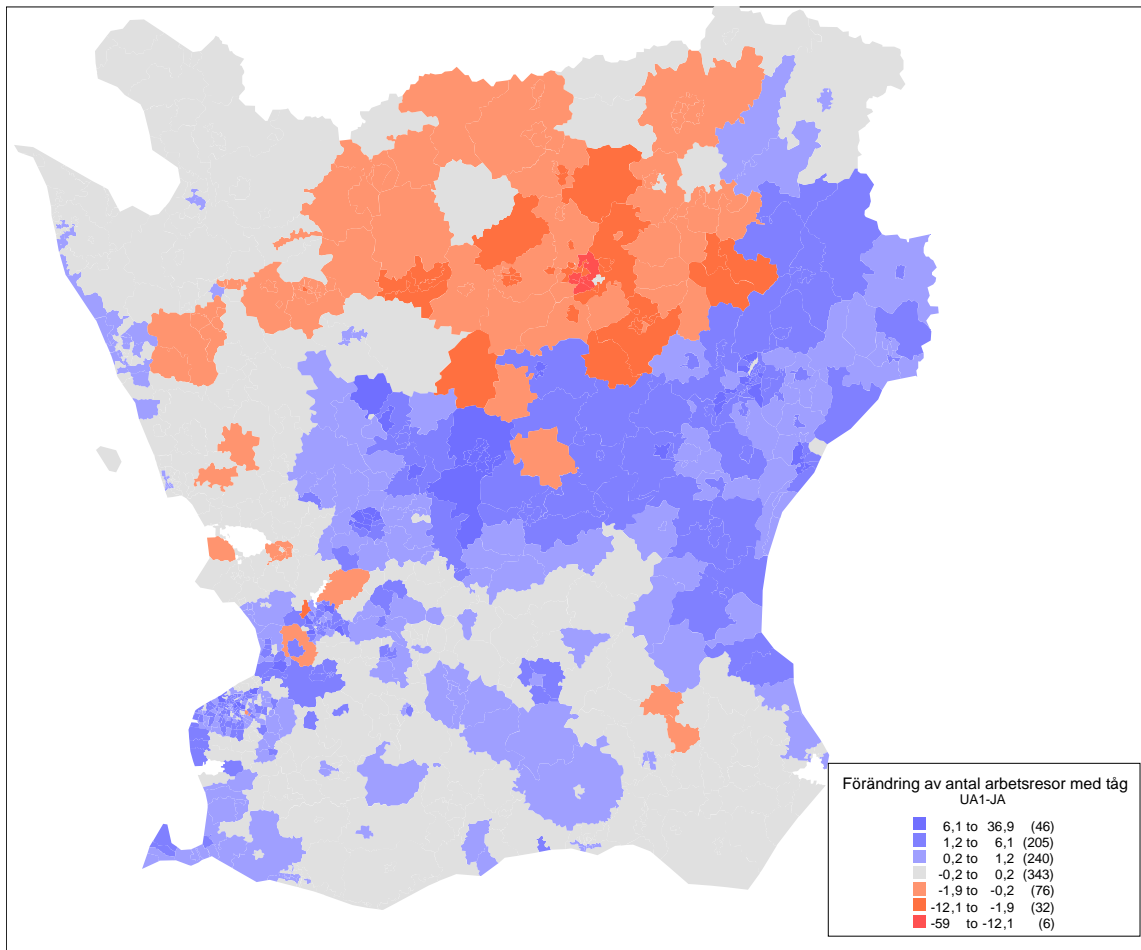 Förändring av antal arbetsresor med tåg
UA1-JA
6,1 to 36,9 (46)
1,2 to 6,1 (205)
0,2 to 1,2 (240)
-0,2 to 0,2 (343)
-1,9 to -0,2 (76)
-12,1 to -1,9 (32)
-59 to -12,1 (6)